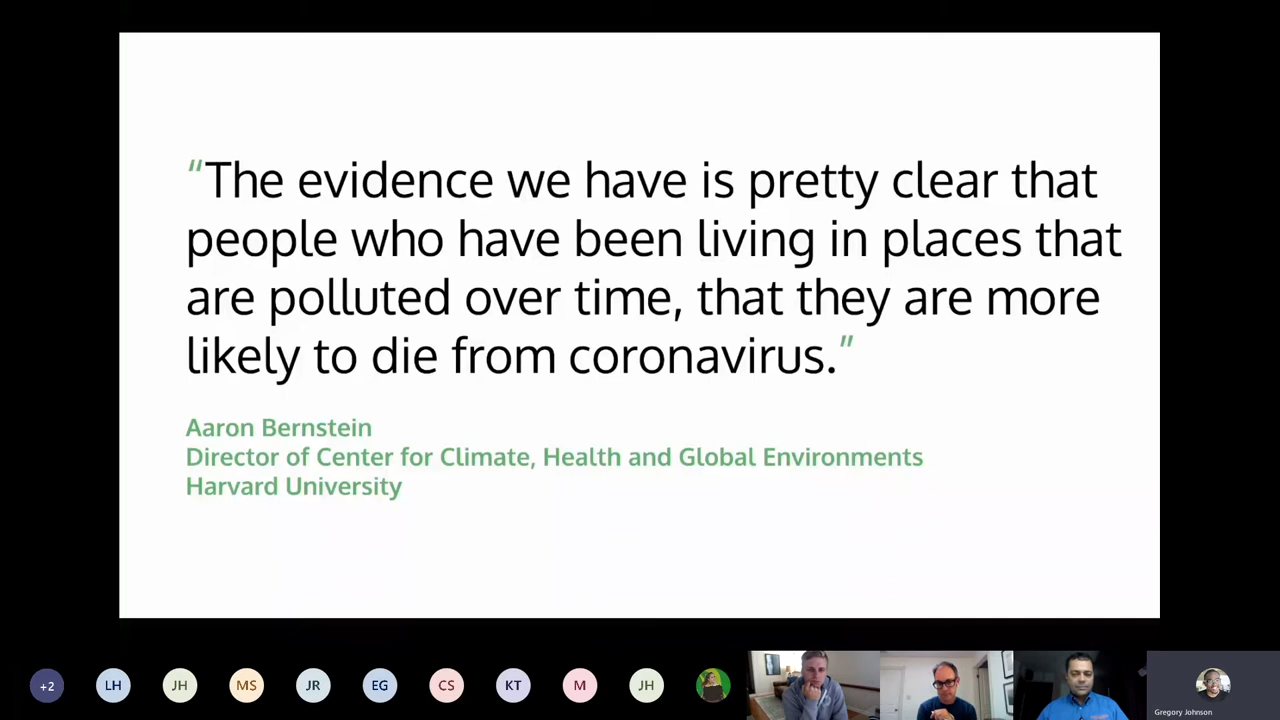 “The evidence we have is pretty clear that
people who have been living in places that
are polluted over time, that they are more
likely to die from coronavirus.”
Aaron Bernstein
Director of Center for Climate, Health and Global Environments
Harvard University
+2 LH JH MS JR EG CS KT M JH
Gregory Johnson